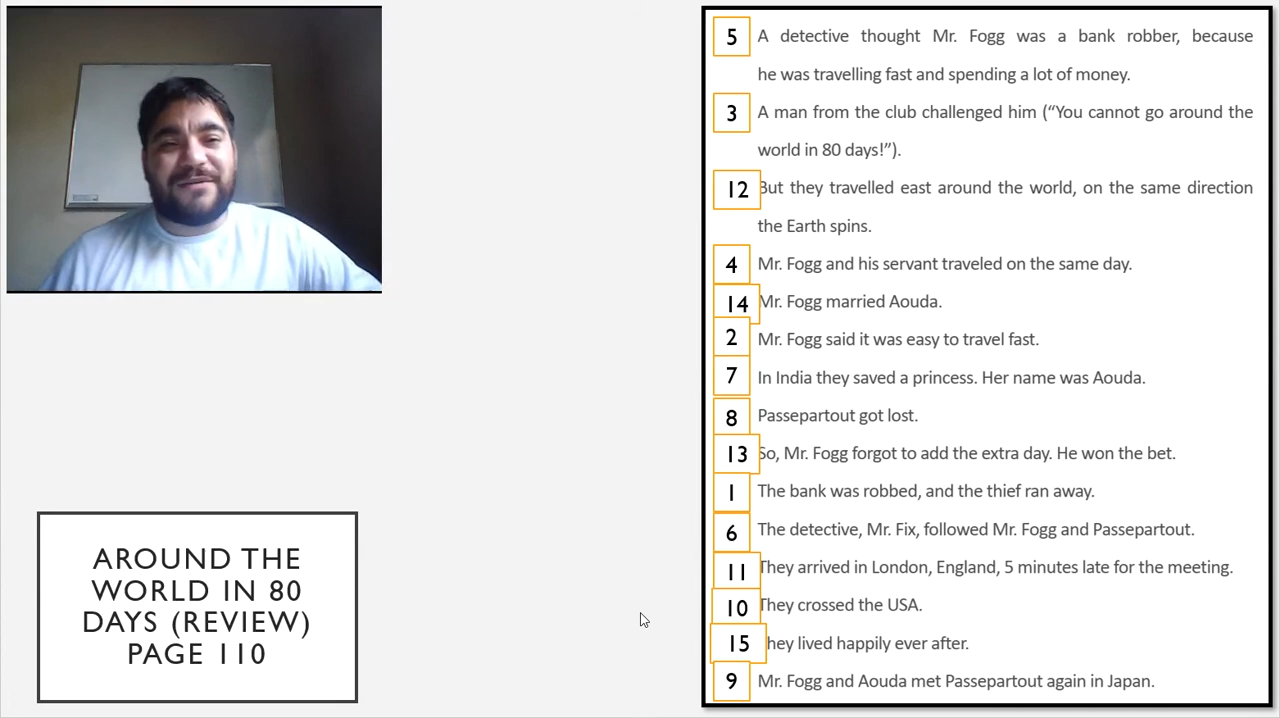 5 A detective thought Mr. Fogg was a bank robber, because
he was travelling fast and spending a lot of money.
3 A man from the club challenged him (“You cannot go around the
world in 80 days!”).
12 But they travelled east around the world, on the same direction
the Earth spins.
4 Mr. Fogg and his servant traveled on the same day.
14 Mr. Fogg married Aouda.
2 Mr. Fogg said it was easy to travel fast.
7 In India they saved a princess. Her name was Aouda.
8 Passepartout got lost.
13 So, Mr. Fogg forgot to add the extra day. He won the bet.
1 The bank was robbed, and the thief ran away.
6 The detective, Mr. Fix, followed Mr. Fogg and Passepartout.
11 They arrived in London, England, 5 minutes late for the meeting.
10 They crossed the USA.
15 hey lived happily ever after.
9 Mr. Fogg and Aouda met Passepartout again in Japan.
AROUND THE
WORLD IN 80
DAYS (REVIEW)
PAGE 110